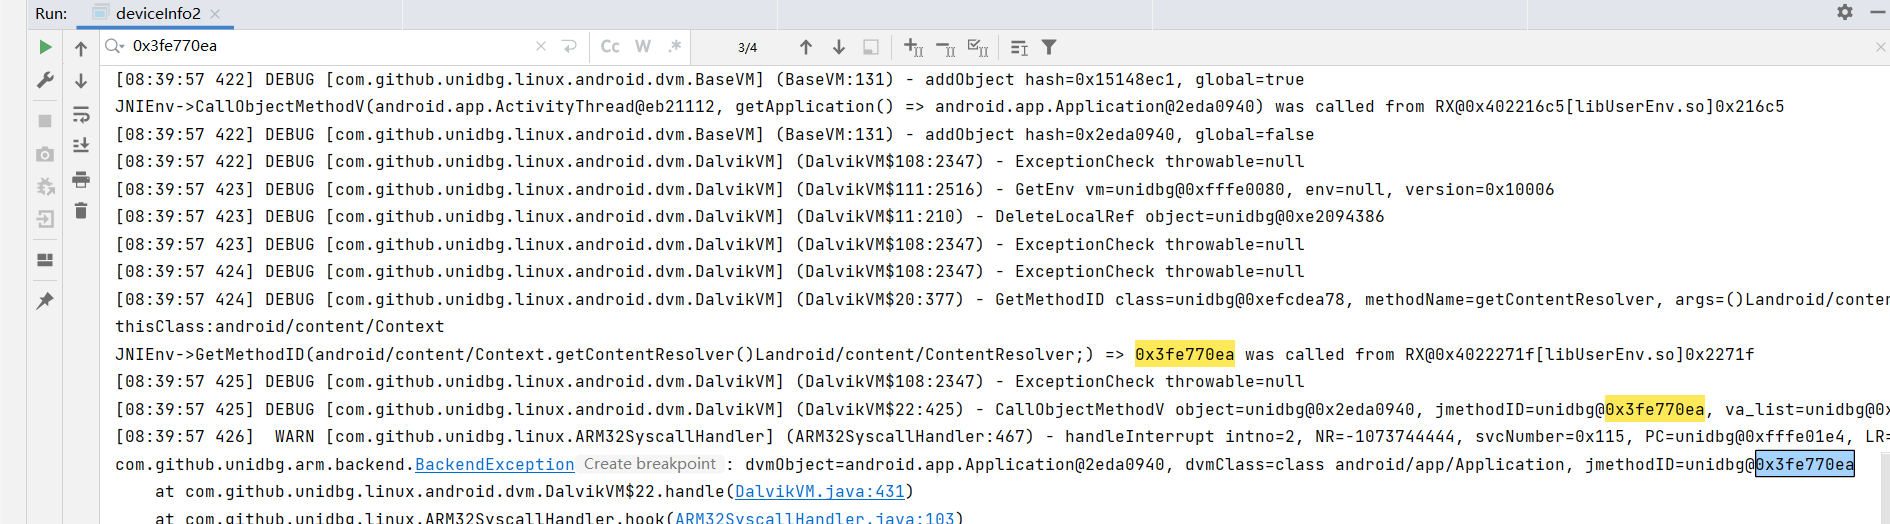 Run: deviceInfo2
0x3fe770ea Cc W .* 3/4
[08:39:57 422] DEBUG [com.github.unidbg.linux.android.dvm.BaseVM] (BaseVM:131) - addObject hash=0x15148ec1, global=true
JNIEnv->CallObjectMethodV(android.app.ActivityThread@eb21112, getApplication() => android.app.Application@2eda0940) was called from RX@0x402216c5[libUserEnv.so]0x216c5
[08:39:57 422] DEBUG [com.github.unidbg.linux.android.dvm.BaseVM] (BaseVM:131) - addObject hash=0x2eda0940, global=false
[08:39:57 422] DEBUG [com.github.unidbg.linux.android.dvm.DalvikVM] (DalvikVM$108:2347) - ExceptionCheck throwable=null
[08:39:57 423] DEBUG [com.github.unidbg.linux.android.dvm.DalvikVM] (DalvikVM$111:2516) - GetEnv vm=unidbg@0xfffe0080, env=null, version=0x10006
[08:39:57 423] DEBUG [com.github.unidbg.linux.android.dvm.DalvikVM] (DalvikVM$11:210) - DeleteLocalRef object=unidbg@0xe2094386
[08:39:57 423] DEBUG [com.github.unidbg.linux.android.dvm.DalvikVM] (DalvikVM$108:2347) - ExceptionCheck throwable=null
[08:39:57 424] DEBUG [com.github.unidbg.linux.android.dvm.DalvikVM] (DalvikVM$108:2347) - ExceptionCheck throwable=null
[08:39:57 424] DEBUG [com.github.unidbg.linux.android.dvm.DalvikVM] (DalvikVM$20:377) - GetMethodID class=unidbg@0xefcdea78, methodName=getContentResolver, args=()Landroid/conte
thisClass:android/content/Context
JNIEnv->GetMethodID(android/content/Context.getContentResolver()Landroid/content/ContentResolver;) => 0x3fe770ea was called from RX@0x4022271f[libUserEnv.so]0x2271f
[08:39:57 425] DEBUG [com.github.unidbg.linux.android.dvm.DalvikVM] (DalvikVM$108:2347) - ExceptionCheck throwable=null
[08:39:57 425] DEBUG [com.github.unidbg.linux.android.dvm.DalvikVM] (DalvikVM$22:425) - CallObjectMethodV object=unidbg@0x2eda0940, jmethodID=unidbg@0x3fe770ea, va_list=unidbg@0x
[08:39:57 426]  WARN [com.github.unidbg.linux.ARM32SyscallHandler] (ARM32SyscallHandler:467) - handleInterrupt intno=2, NR=-1073744444, svcNumber=0x115, PC=unidbg@0xfffe01e4, LR=
com.github.unidbg.arm.backend.BackendException Create breakpoint : dvmObject=android.app.Application@2eda0940, dvmClass=class android/app/Application, jmethodID=unidbg@0x3fe770ea
at com.github.unidbg.linux.android.dvm.DalvikVM$22.handle(DalvikVM.java:431)
at com.github.unidbg.linux.ARM32SyscallHandler.hook(ARM32SyscallHandler.java:103)